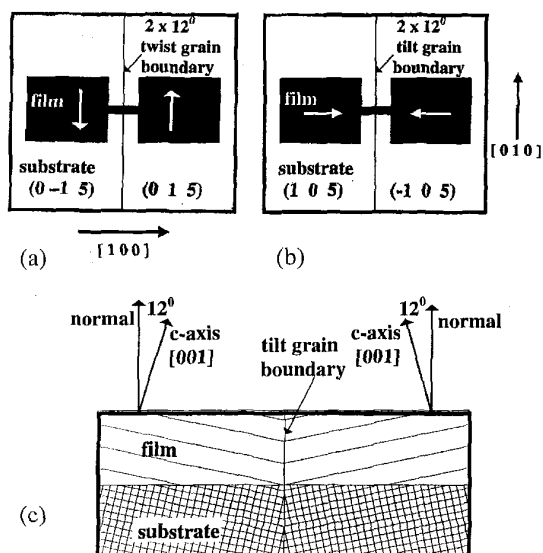 (a)
2 x 12⁰
twist grain
boundary
film
substrate
(0 –1 5)
(0 1 5)
[ 1 0 0 ]
(b)
2 x 12⁰
tilt grain
boundary
film
substrate
(1 0 5)
(-1 0 5)
[ 0 1 0 ]
normal
12⁰
c-axis
[001]
tilt grain
boundary
12⁰
c-axis
[001]
normal
film
(c)
substrate